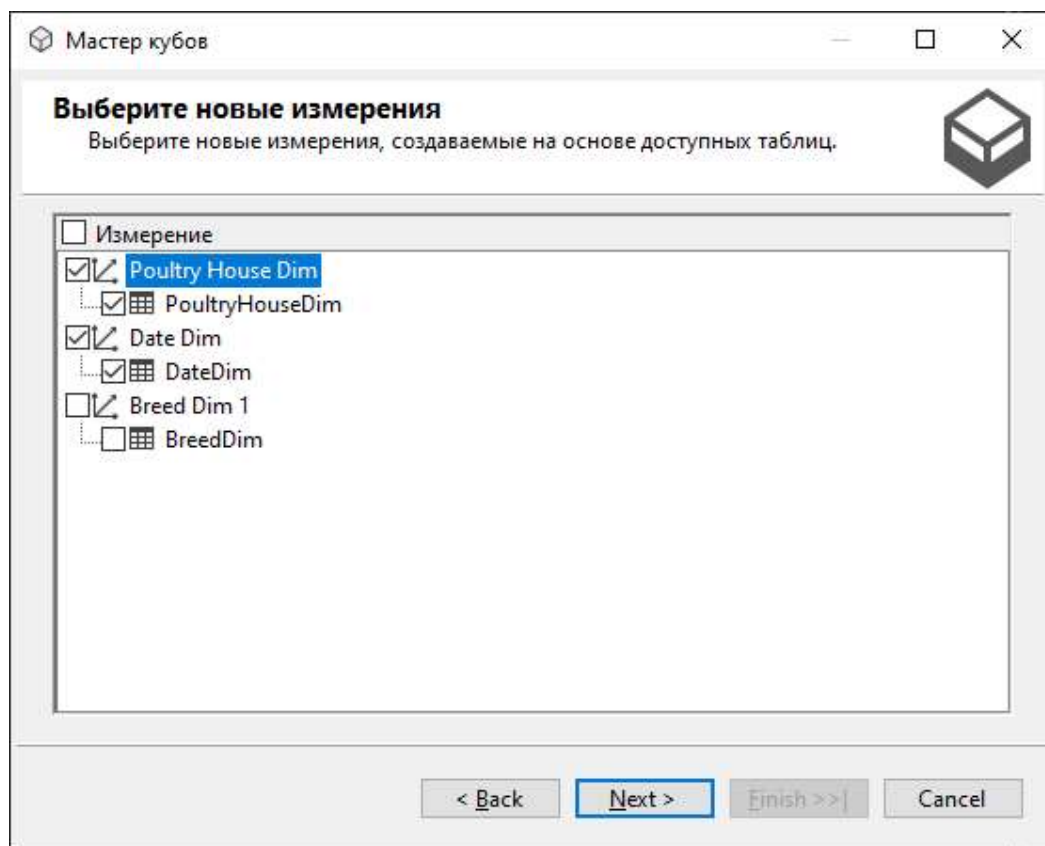 Мастер кубов
Выберите новые измерения
Выберите новые измерения, создаваемые на основе доступных таблиц.
Измерение
Poultry House Dim
PoultryHouseDim
Date Dim
DateDim
Breed Dim 1
BreedDim
< Back Next > Finish >>| Cancel